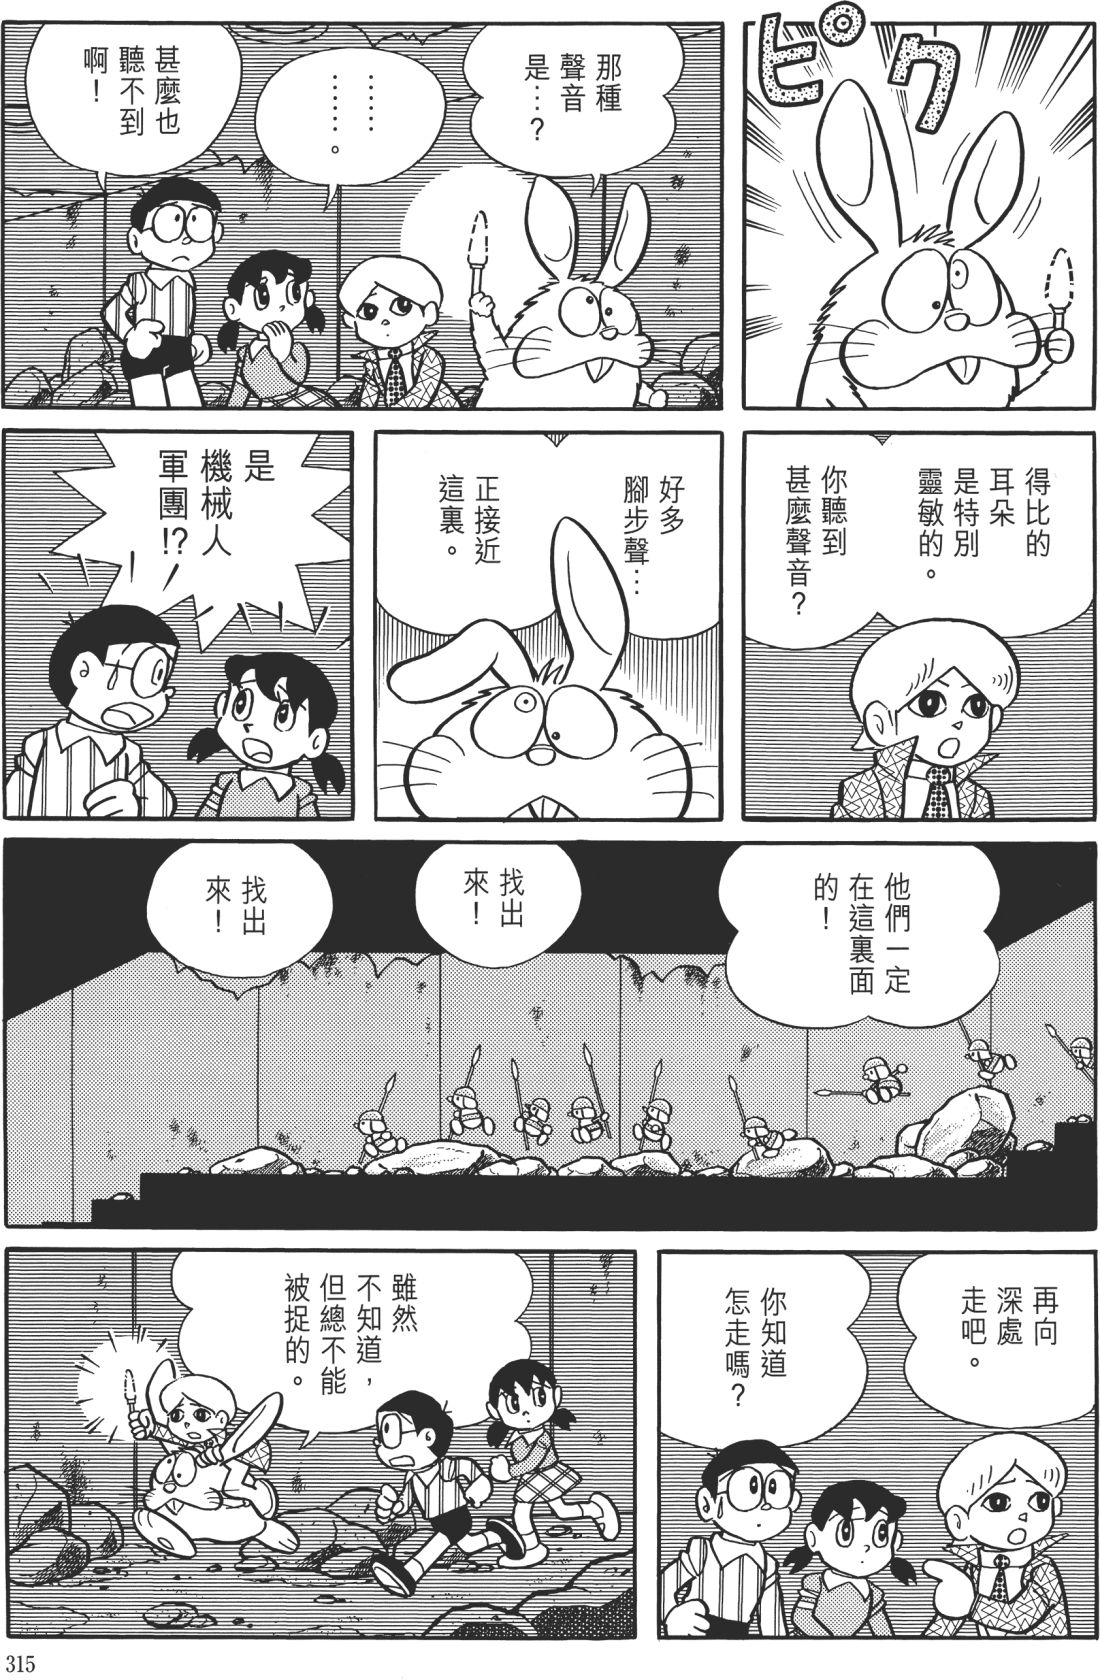 ピクッ
那種
聲音
是…?
……
……。
甚麼也
聽不到
啊！
得比的
耳朵
是特別
靈敏的。
你聽到
甚麼聲音?
好多
腳步聲…
正接近
這裏。
是
機械人
軍團!?
他們一定
在這裏面
的！
找出
來！
找出
來！
再向
深處
走吧。
你知道
怎走嗎?
雖然
不知道，
但總不能
被捉的。
315